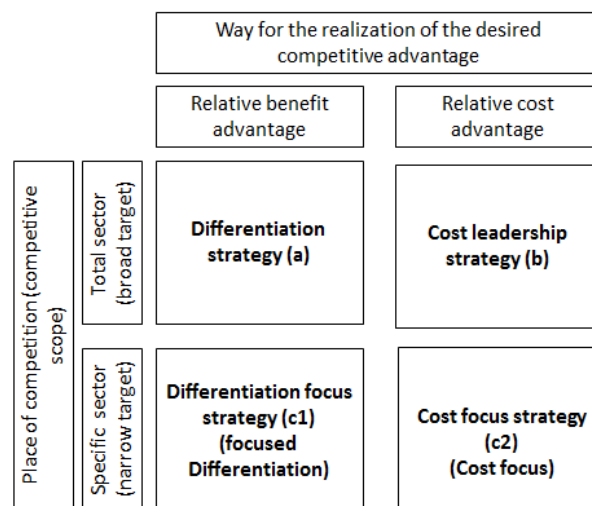 Way for the realization of the desired
competitive advantage
Relative benefit
advantage
Relative cost
advantage
Place of competition (competitive
scope)
Total sector
(broad target)
Differentiation
strategy (a)
Cost leadership
strategy (b)
Specific sector
(narrow target)
Differentiation focus
strategy (c1)
(focused
Differentiation)
Cost focus strategy
(c2)
(Cost focus)